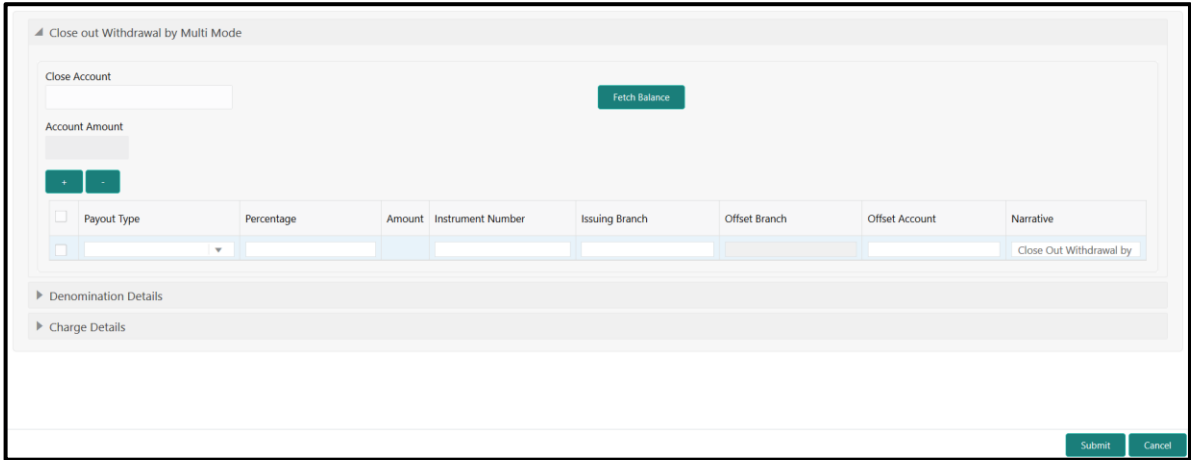 Close out Withdrawal by Multi Mode
Close Account
Fetch Balance
Account Amount
+ -
Payout Type Percentage Amount Instrument Number Issuing Branch Offset Branch Offset Account Narrative
Close Out Withdrawal by
Denomination Details
Charge Details
Submit Cancel